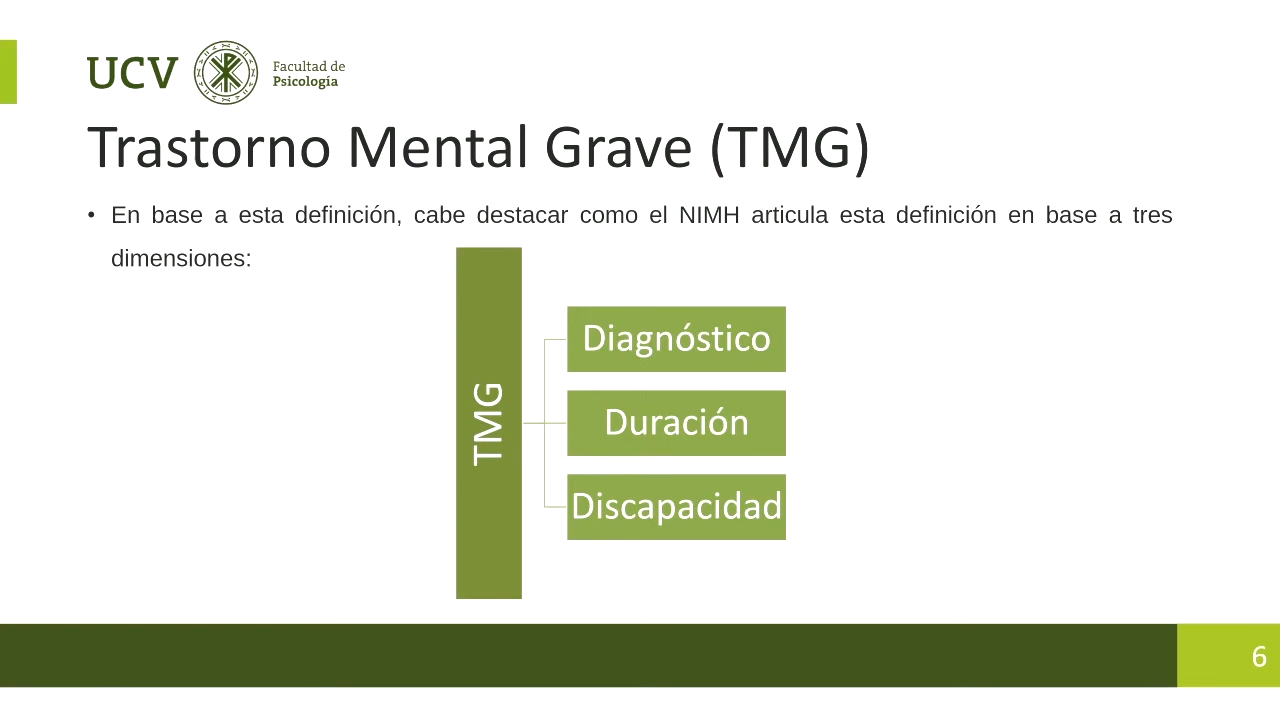 UCV
Facultad de
Psicología
Trastorno Mental Grave (TMG)
• En base a esta definición, cabe destacar como el NIMH articula esta definición en base a tres
dimensiones:
TMG
Diagnóstico
Duración
Discapacidad
6